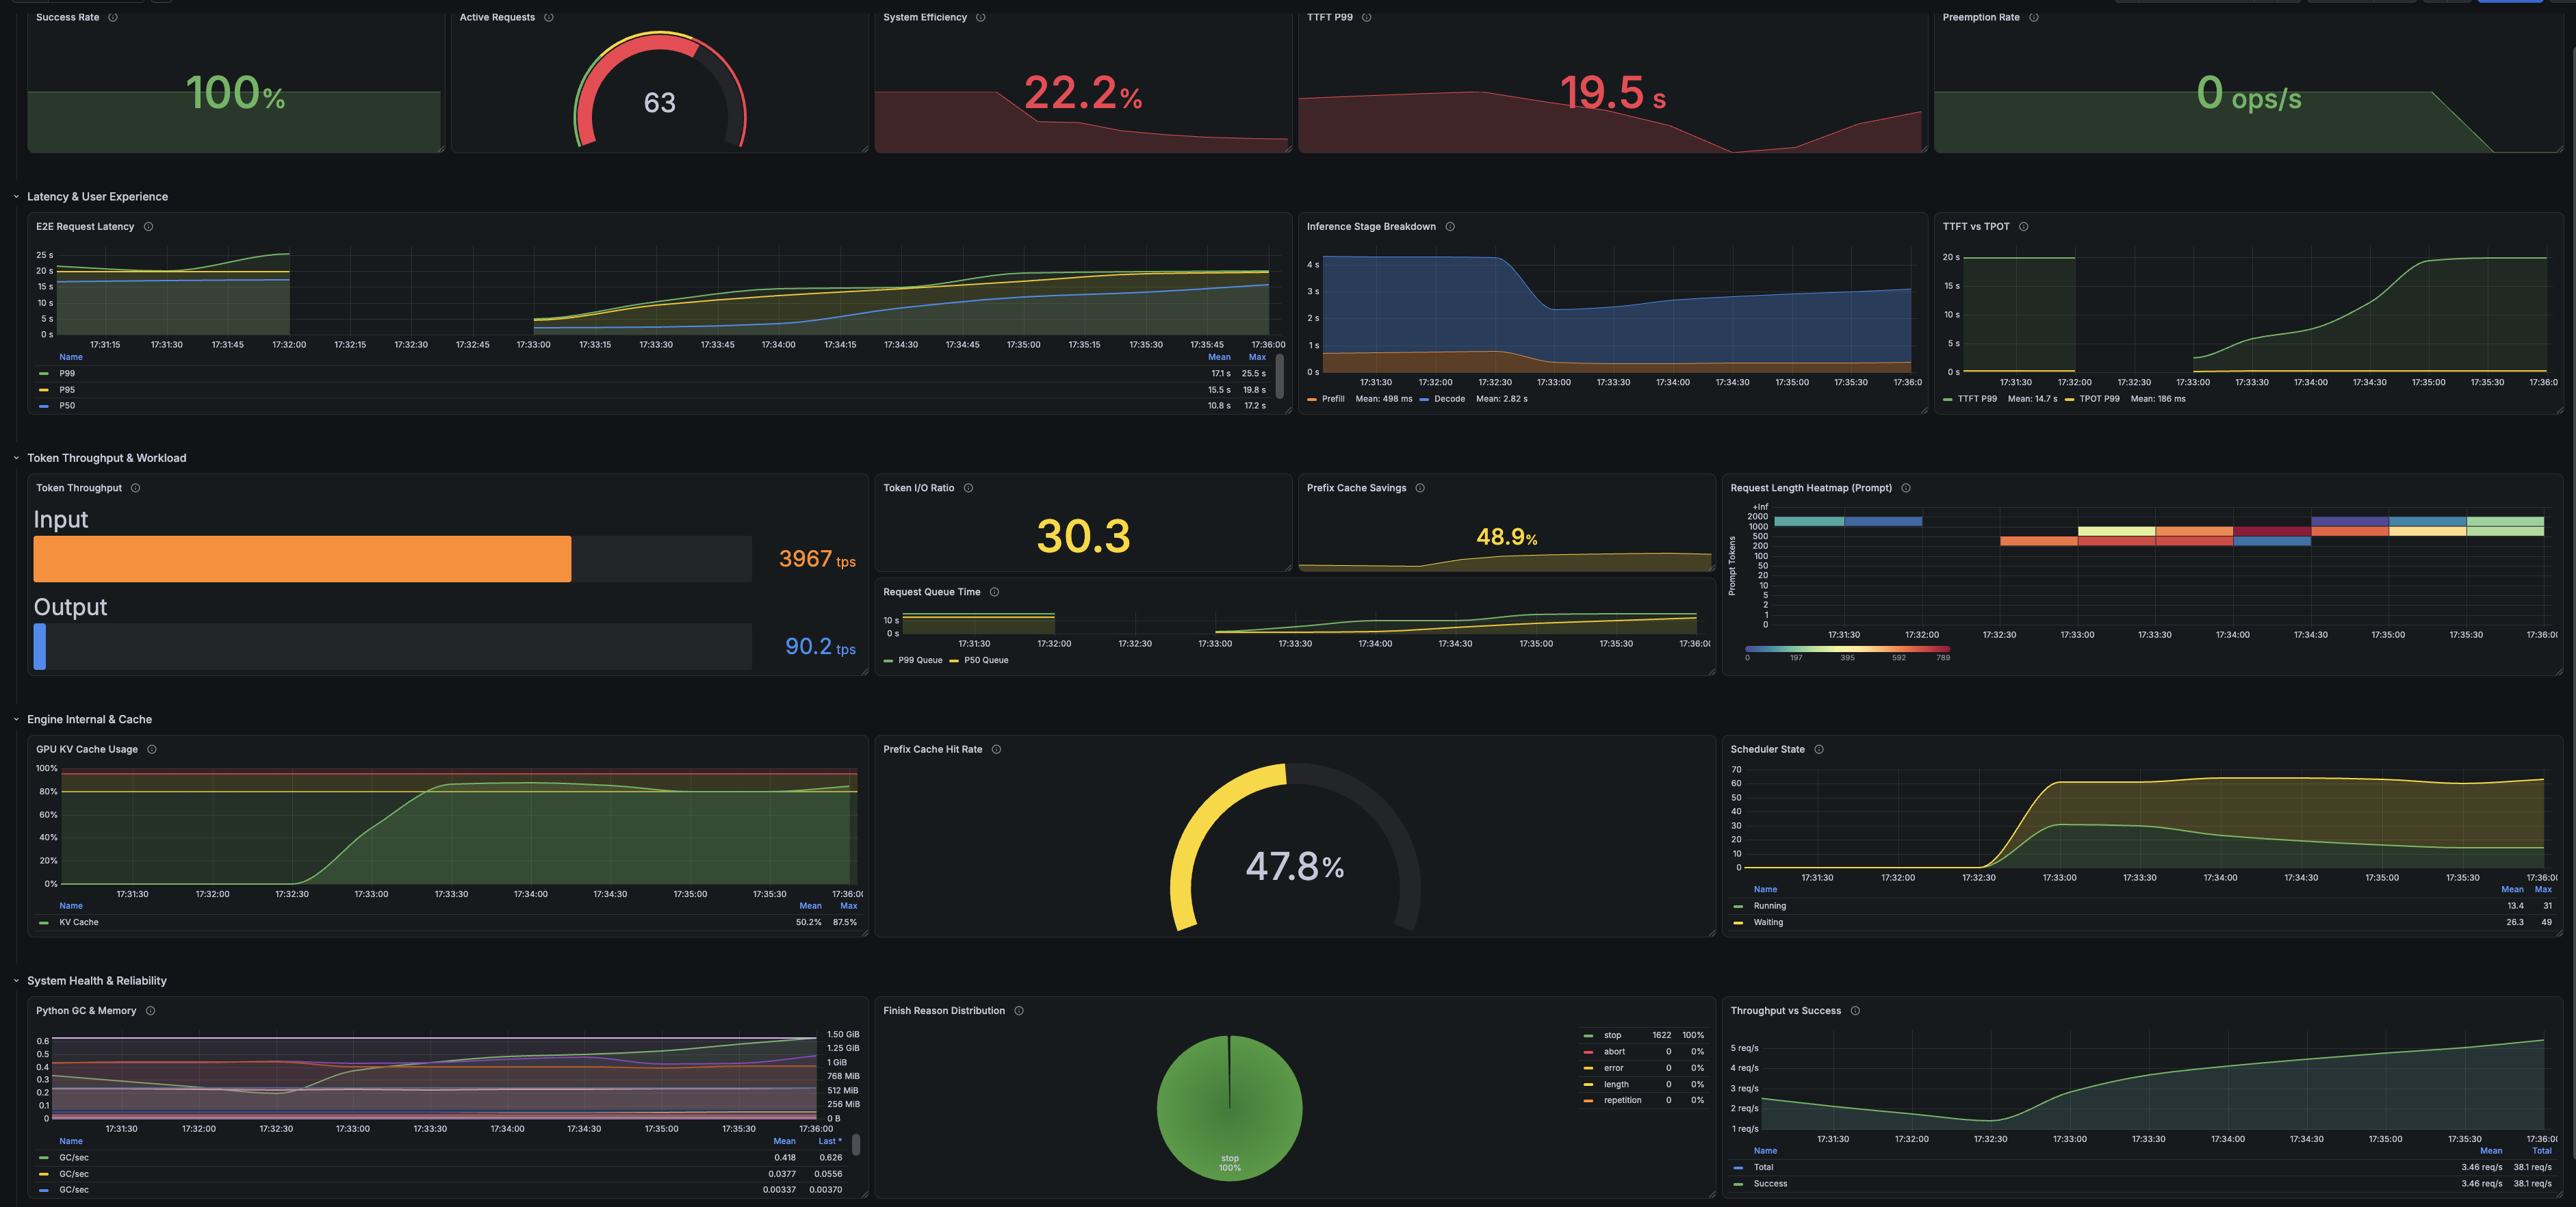 Success Rate
100%
Active Requests
63
System Efficiency
22.2%
TTFT P99
19.5 s
Preemption Rate
0 ops/s
Latency & User Experience
E2E Request Latency
25 s
20 s
15 s
10 s
5 s
0 s
17:31:15 17:31:30 17:31:45 17:32:00 17:32:15 17:32:30 17:32:45 17:33:00 17:33:15 17:33:30 17:33:45 17:34:00 17:34:15 17:34:30 17:34:45 17:35:00 17:35:15 17:35:30 17:35:45 17:36:00
Name Mean Max
P99 17.1 s 25.5 s
P95 15.5 s 19.8 s
P50 10.8 s 17.2 s
Inference Stage Breakdown
4 s
3 s
2 s
1 s
0 s
17:31:30 17:32:00 17:32:30 17:33:00 17:33:30 17:34:00 17:34:30 17:35:00 17:35:30 17:36:0
Prefill Mean: 498 ms Decode Mean: 2.82 s
TTFT vs TPOT
20 s
15 s
10 s
5 s
0 s
17:31:30 17:32:00 17:32:30 17:33:00 17:33:30 17:34:00 17:34:30 17:35:00 17:35:30 17:36:0
TTFT P99 Mean: 14.7 s TPOT P99 Mean: 186 ms
Token Throughput & Workload
Token Throughput
Input
3967 tps
Output
90.2 tps
Token I/O Ratio
30.3
Prefix Cache Savings
48.9%
Request Queue Time
10 s
0 s
17:31:30 17:32:00 17:32:30 17:33:00 17:33:30 17:34:00 17:34:30 17:35:00 17:35:30 17:36:0
P99 Queue P50 Queue
Request Length Heatmap (Prompt)
Prompt Tokens
+Inf
2000
1000
500
200
100
50
20
10
5
2
1
0
17:31:30 17:32:00 17:32:30 17:33:00 17:33:30 17:34:00 17:34:30 17:35:00 17:35:30 17:36:0
0 197 395 592 789
Engine Internal & Cache
GPU KV Cache Usage
100%
80%
60%
40%
20%
0%
17:31:30 17:32:00 17:32:30 17:33:00 17:33:30 17:34:00 17:34:30 17:35:00 17:35:30 17:36:0
Name Mean Max
KV Cache 50.2% 87.5%
Prefix Cache Hit Rate
47.8%
Scheduler State
70
60
50
40
30
20
10
0
17:31:30 17:32:00 17:32:30 17:33:00 17:33:30 17:34:00 17:34:30 17:35:00 17:35:30 17:36:0
Name Mean Max
Running 13.4 31
Waiting 26.3 49
System Health & Reliability
Python GC & Memory
0.6
0.5
0.4
0.3
0.2
0.1
0
1.50 GiB
1.25 GiB
1 GiB
768 MiB
512 MiB
256 MiB
0 B
17:31:30 17:32:00 17:32:30 17:33:00 17:33:30 17:34:00 17:34:30 17:35:00 17:35:30 17:36:00
Name Mean Last *
GC/sec 0.418 0.626
GC/sec 0.0377 0.0556
GC/sec 0.00337 0.00370
Finish Reason Distribution
stop
100%
stop 1622 100%
abort 0 0%
error 0 0%
length 0 0%
repetition 0 0%
Throughput vs Success
5 req/s
4 req/s
3 req/s
2 req/s
1 req/s
17:31:30 17:32:00 17:32:30 17:33:00 17:33:30 17:34:00 17:34:30 17:35:00 17:35:30 17:36:0
Name Mean Total
Total 3.46 req/s 38.1 req/s
Success 3.46 req/s 38.1 req/s